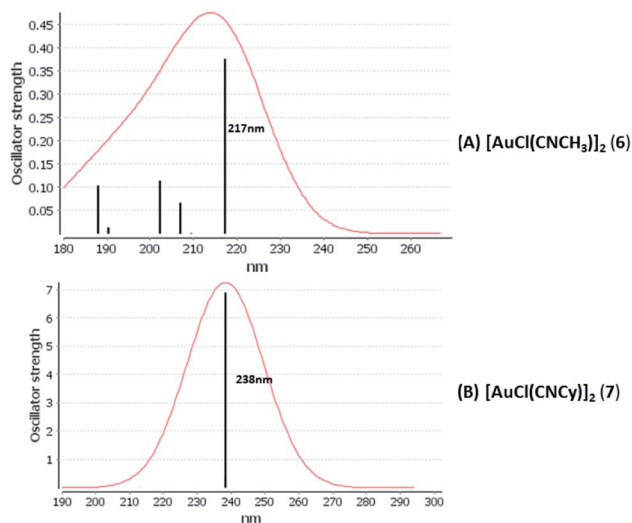 0.45
0.40
0.35
0.30
0.25
0.20
0.15
0.10
0.05
Oscillator strength
217nm
180 190 200 210 220 230 240 250 260
nm
(A) [AuCl(CNCH₃)]₂ (6)
7
6
5
4
3
2
1
Oscillator strength
238nm
190 200 210 220 230 240 250 260 270 280 290 300
nm
(B) [AuCl(CNCy)]₂ (7)